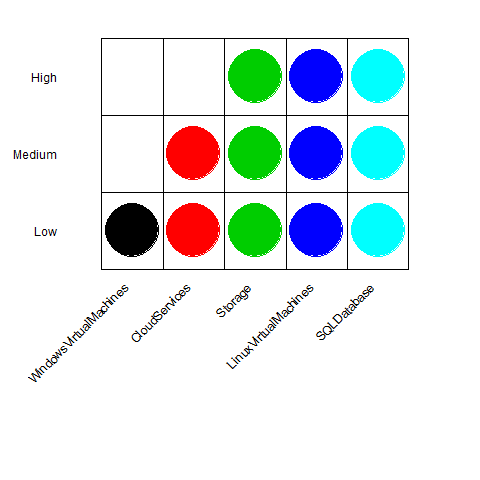 High
Medium
Low
WindowsVirtualMachines
CloudServices
Storage
LinuxVirtualMachines
SQLDatabase